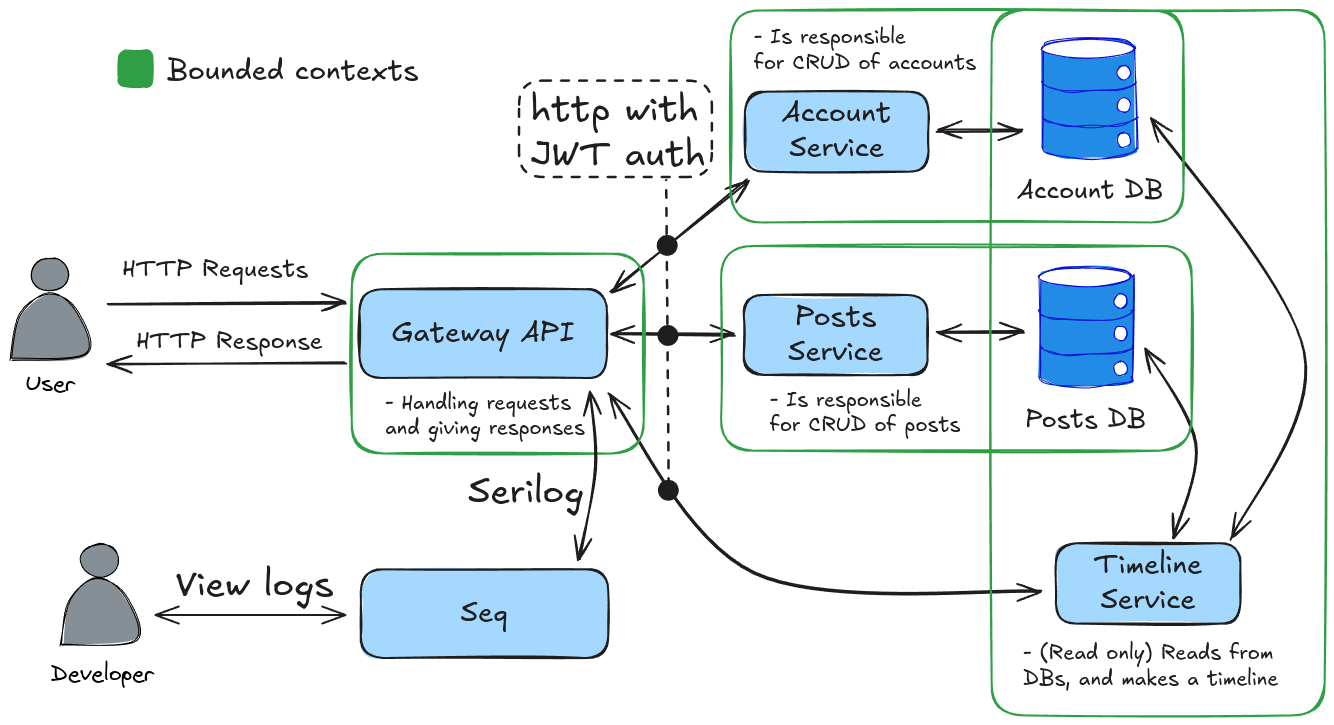 Bounded contexts
http with
JWT auth
- Is responsible
for CRUD of accounts
Account
Service
Account DB
HTTP Requests
HTTP Response
User
Gateway API
- Handling requests
and giving responses
Posts
Service
- Is responsible
for CRUD of posts
Posts DB
Serilog
View logs
Developer
Seq
Timeline
Service
- (Read only) Reads from
DBs, and makes a timeline